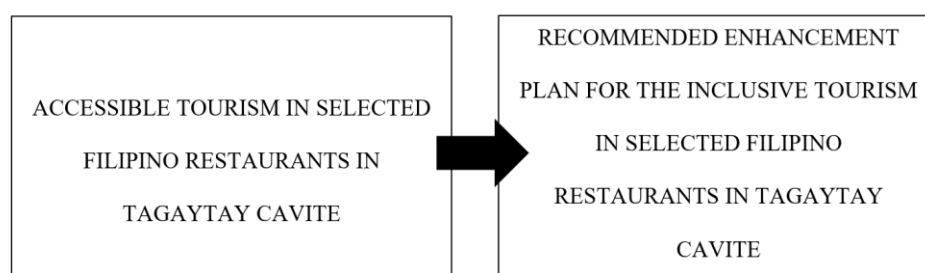 ACCESSIBLE TOURISM IN SELECTED
FILIPINO RESTAURANTS IN
TAGAYTAY CAVITE
RECOMMENDED ENHANCEMENT
PLAN FOR THE INCLUSIVE TOURISM
IN SELECTED FILIPINO
RESTAURANTS IN TAGAYTAY
CAVITE